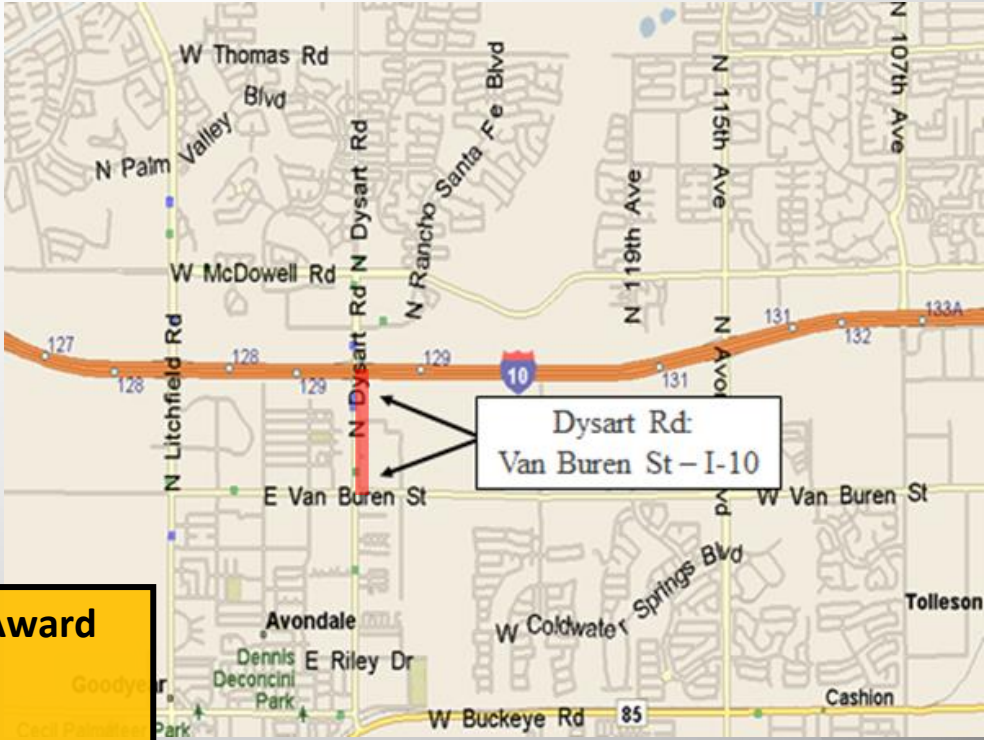 N 107th Ave
W Thomas Rd
N 115th Ave
Blvd
N Palm Valley
N Dysart Rd
N Rancho Santa Fe Blvd
N 119th Ave
W McDowell Rd
N Dysart Rd
133A
131
132
127
128
128
129
129
131
10
N Litchfield Rd
N Dysart Rd
Dysart Rd:
Van Buren St – I-10
E Van Buren St
W Van Buren St
W Coldwater Springs Blvd
Award
Avondale
Tolleson
Dennis
Deconcini
Park
E Riley Dr
Goodyear
Cashion
W Buckeye Rd
85
Cecil Palmateer Park